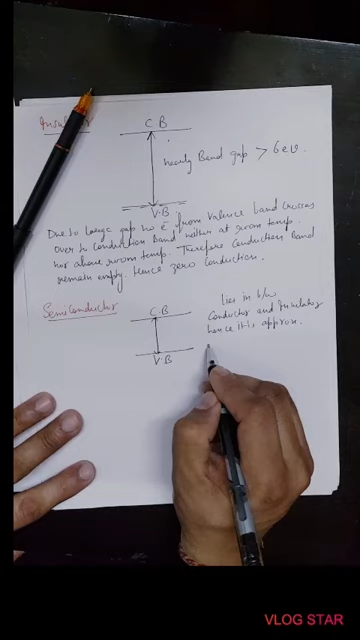 Insulator
C B
nearly Band gap > 6 eV.
V.B
Due to large gap no e⁻ from Valence band crosses
over to Conduction Band neither at room temp.
nor above room temp. Therefore Conduction Band
remain empty. Hence zero conduction.
Semiconductor
C.B
V.B
Lies in b/w
Conductor and Insulator
hence it is approx.
VLOG STAR